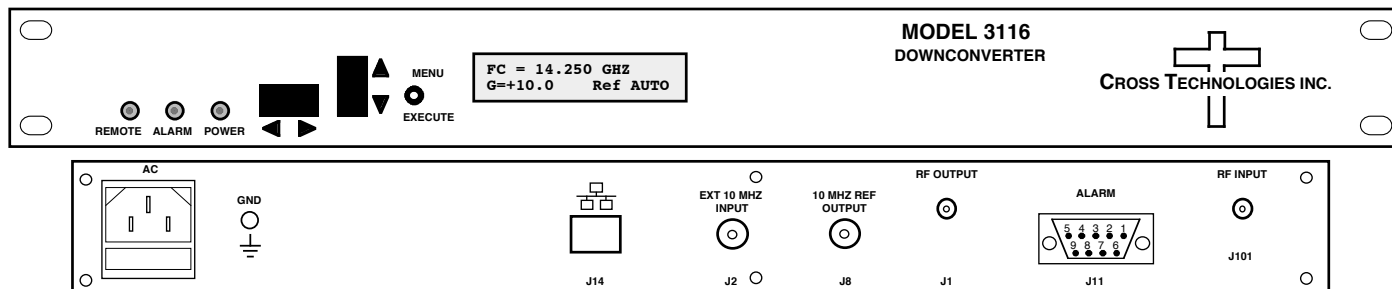 MODEL 3116
DOWNCONVERTER
CROSS TECHNOLOGIES INC.
FC = 14.250 GHZ
G=+10.0 Ref AUTO
MENU
EXECUTE
REMOTE ALARM POWER
AC
GND
J14
EXT 10 MHZ
INPUT
J2
10 MHZ REF
OUTPUT
J8
RF OUTPUT
J1
ALARM
5 4 3 2 1
9 8 7 6
J11
RF INPUT
J101